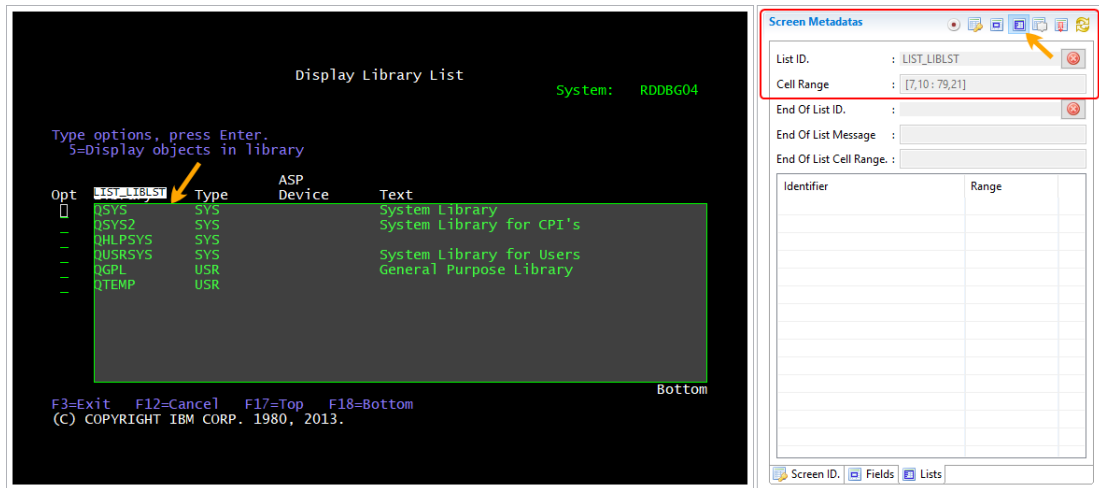 Display Library List
System: RDDBG04
Type options, press Enter.
5=Display objects in library
ASP
Opt LIST_LIBLST Type Device Text
QSYS SYS System Library
QSYS2 SYS System Library for CPI's
QHLPSYS SYS
QUSRSYS SYS System Library for Users
QGPL USR General Purpose Library
QTEMP USR
Bottom
F3=Exit F12=Cancel F17=Top F18=Bottom
(C) COPYRIGHT IBM CORP. 1980, 2013.
Screen Metadatas
List ID. : LIST_LIBLST
Cell Range : [7,10 : 79,21]
End Of List ID. :
End Of List Message :
End Of List Cell Range. :
Identifier Range
Screen ID. Fields Lists